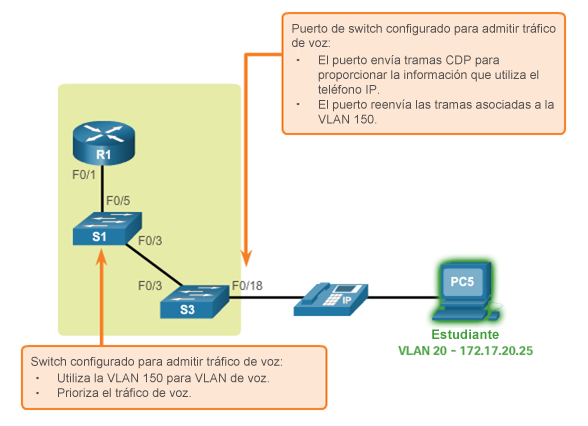 Puerto de switch configurado para admitir tráfico
de voz:
• El puerto envía tramas CDP para
proporcionar la información que utiliza el
teléfono IP.
• El puerto reenvía las tramas asociadas a la
VLAN 150.
R1
F0/1
F0/5
S1
F0/3
F0/3
F0/18
S3
IP
PC5
Estudiante
VLAN 20 - 172.17.20.25
Switch configurado para admitir tráfico de voz:
• Utiliza la VLAN 150 para VLAN de voz.
• Prioriza el tráfico de voz.